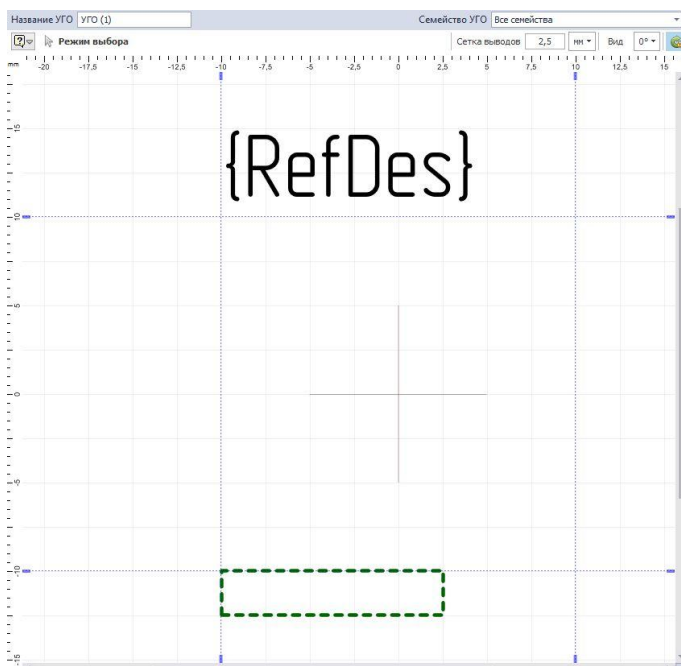 Название УГО УГО (1) Семейство УГО Все семейства
Режим выбора Сетка выводов 2,5 мм Вид 0°
mm -20 -17,5 -15 -12,5 -10 -7,5 -5 -2,5 0 2,5 5 7,5 10 12,5 15
15
{RefDes}
10
5
0
-5
-10
-15